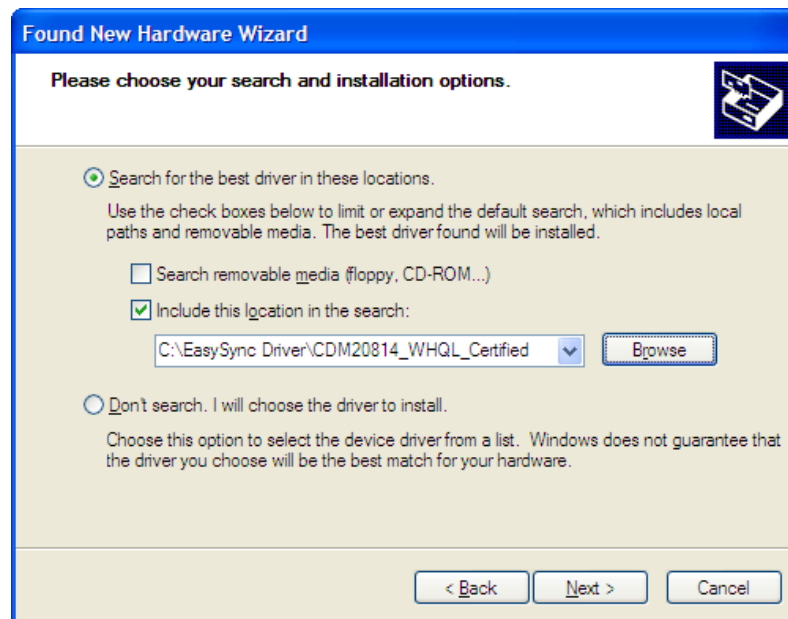 Found New Hardware Wizard
Please choose your search and installation options.
Search for the best driver in these locations.
Use the check boxes below to limit or expand the default search, which includes local
paths and removable media. The best driver found will be installed.
Search removable media (floppy, CD-ROM...)
Include this location in the search:
C:\EasySync Driver\CDM20814_WHQL_Certified
Browse
Don't search. I will choose the driver to install.
Choose this option to select the device driver from a list. Windows does not guarantee that
the driver you choose will be the best match for your hardware.
< Back
Next >
Cancel